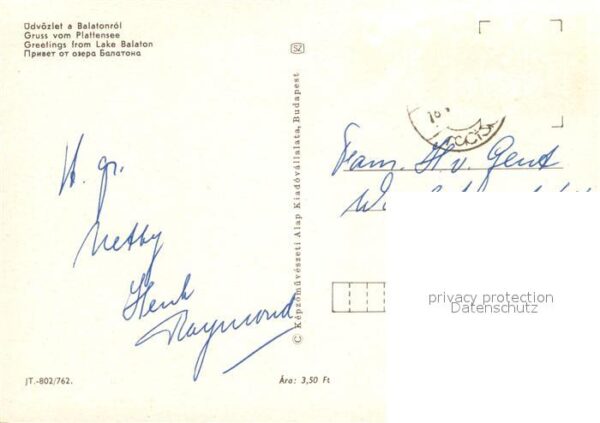 Üdvözlet a Balatonról
Gruss vom Plattensee
Greetings from Lake Balaton
Привет от озера Балатона
SZ
© Képzőművészeti Alap Kiadóvállalata, Budapest
H. gr.
Netty
Henk
Raymond
Fam. H. v. Gent
privacy protection
Datenschutz
JT.-802/762.
Ára: 3,50 Ft